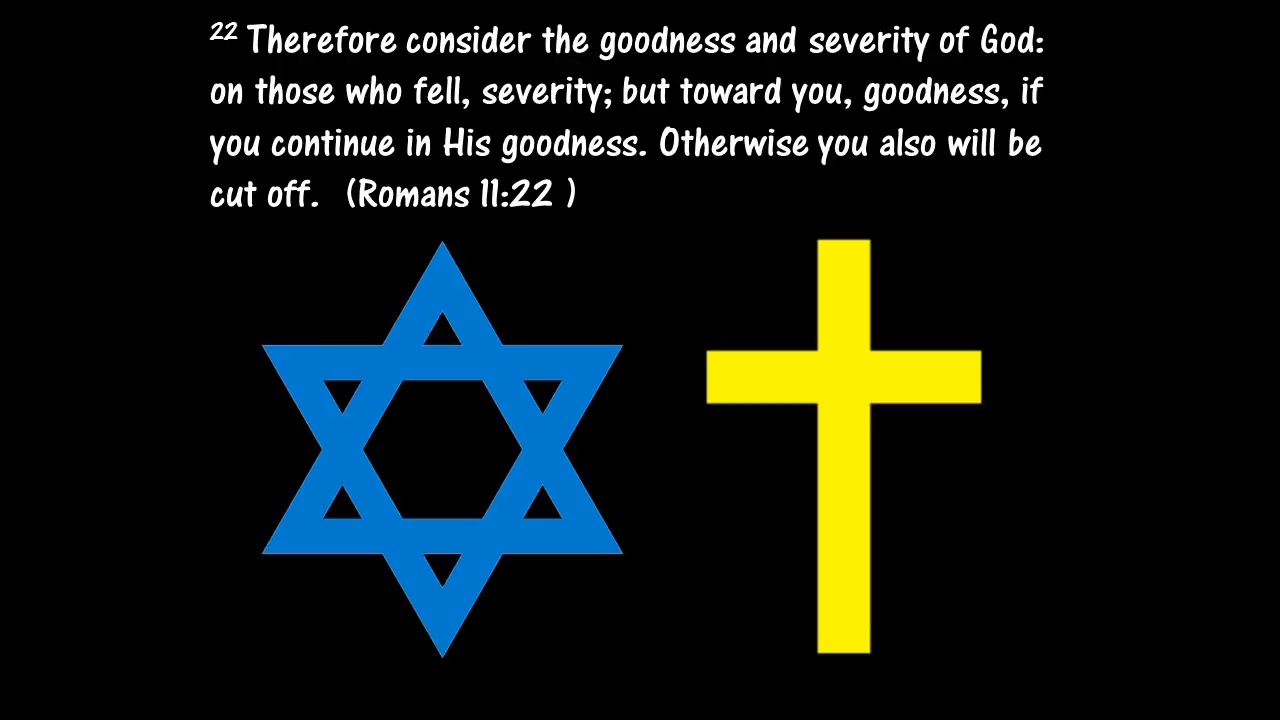 22 Therefore consider the goodness and severity of God:
on those who fell, severity; but toward you, goodness, if
you continue in His goodness. Otherwise you also will be
cut off. (Romans 11:22 )